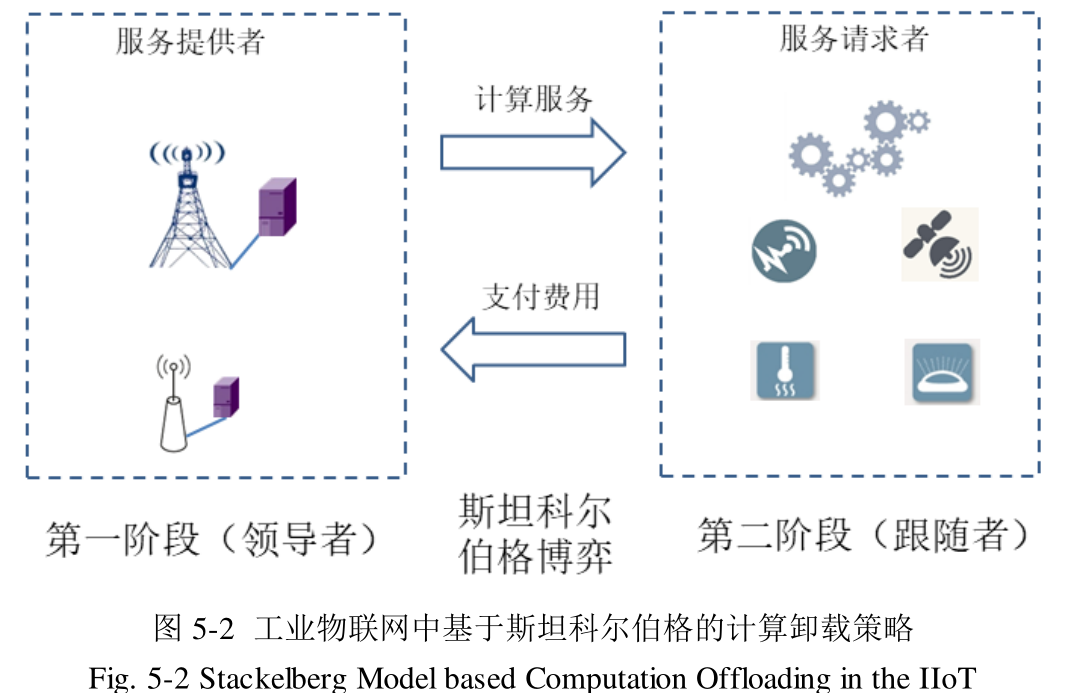 服务提供者
服务请求者
计算服务
支付费用
第一阶段（领导者）
斯坦科尔
伯格博弈
第二阶段（跟随者）
图 5-2 工业物联网中基于斯坦科尔伯格的计算卸载策略
Fig. 5-2 Stackelberg Model based Computation Offloading in the IIoT